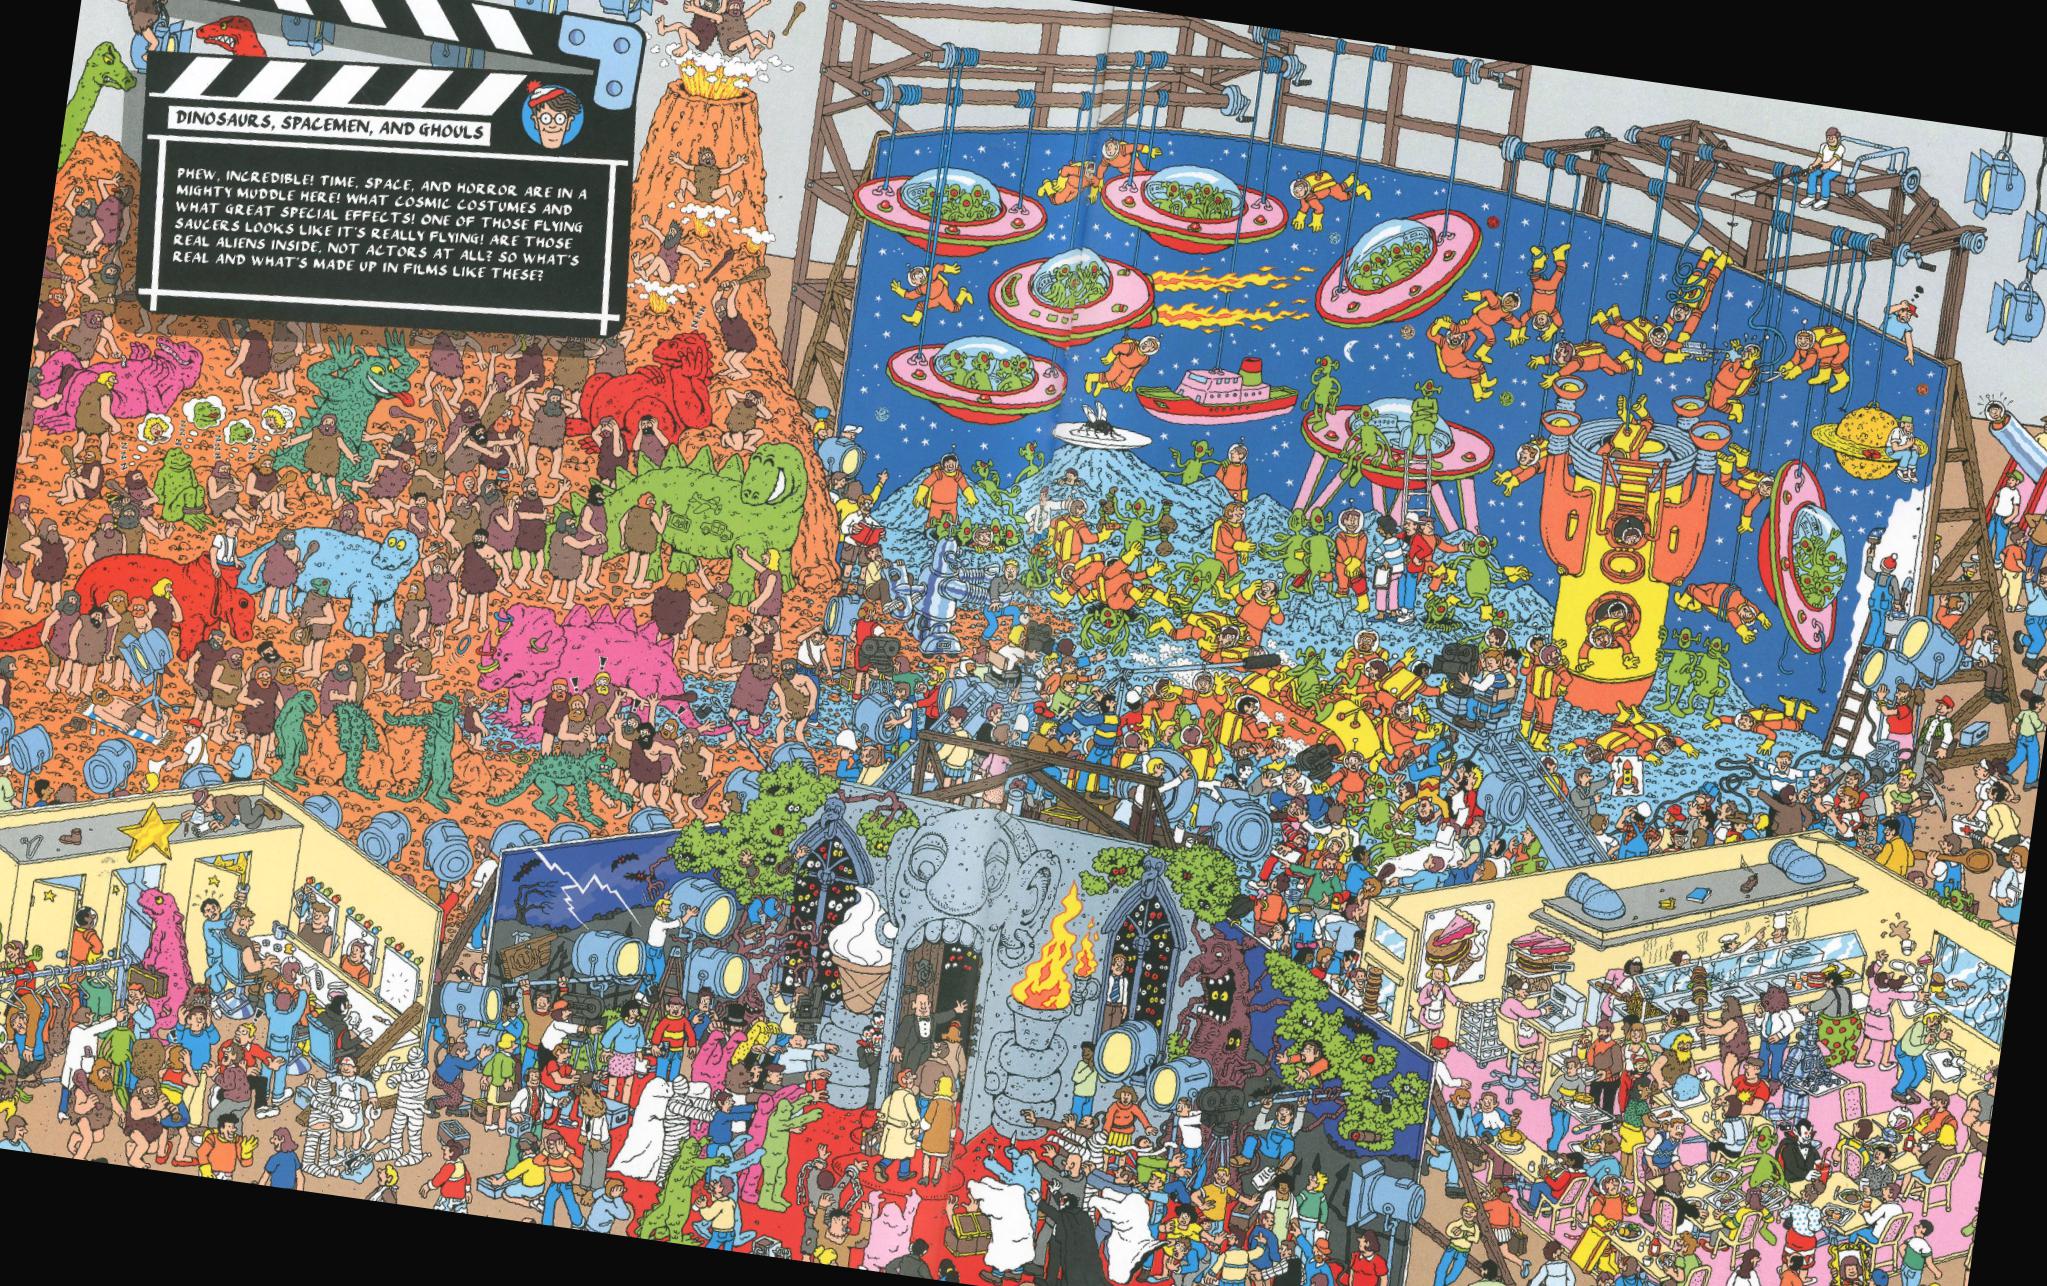 DINOSAURS, SPACEMEN, AND GHOULS
PHEW, INCREDIBLE! TIME, SPACE, AND HORROR ARE IN A
MIGHTY MUDDLE HERE! WHAT COSMIC COSTUMES AND
WHAT GREAT SPECIAL EFFECTS! ONE OF THOSE FLYING
SAUCERS LOOKS LIKE IT'S REALLY FLYING! ARE THOSE
REAL ALIENS INSIDE, NOT ACTORS AT ALL? SO WHAT'S
REAL AND WHAT'S MADE UP IN FILMS LIKE THESE?